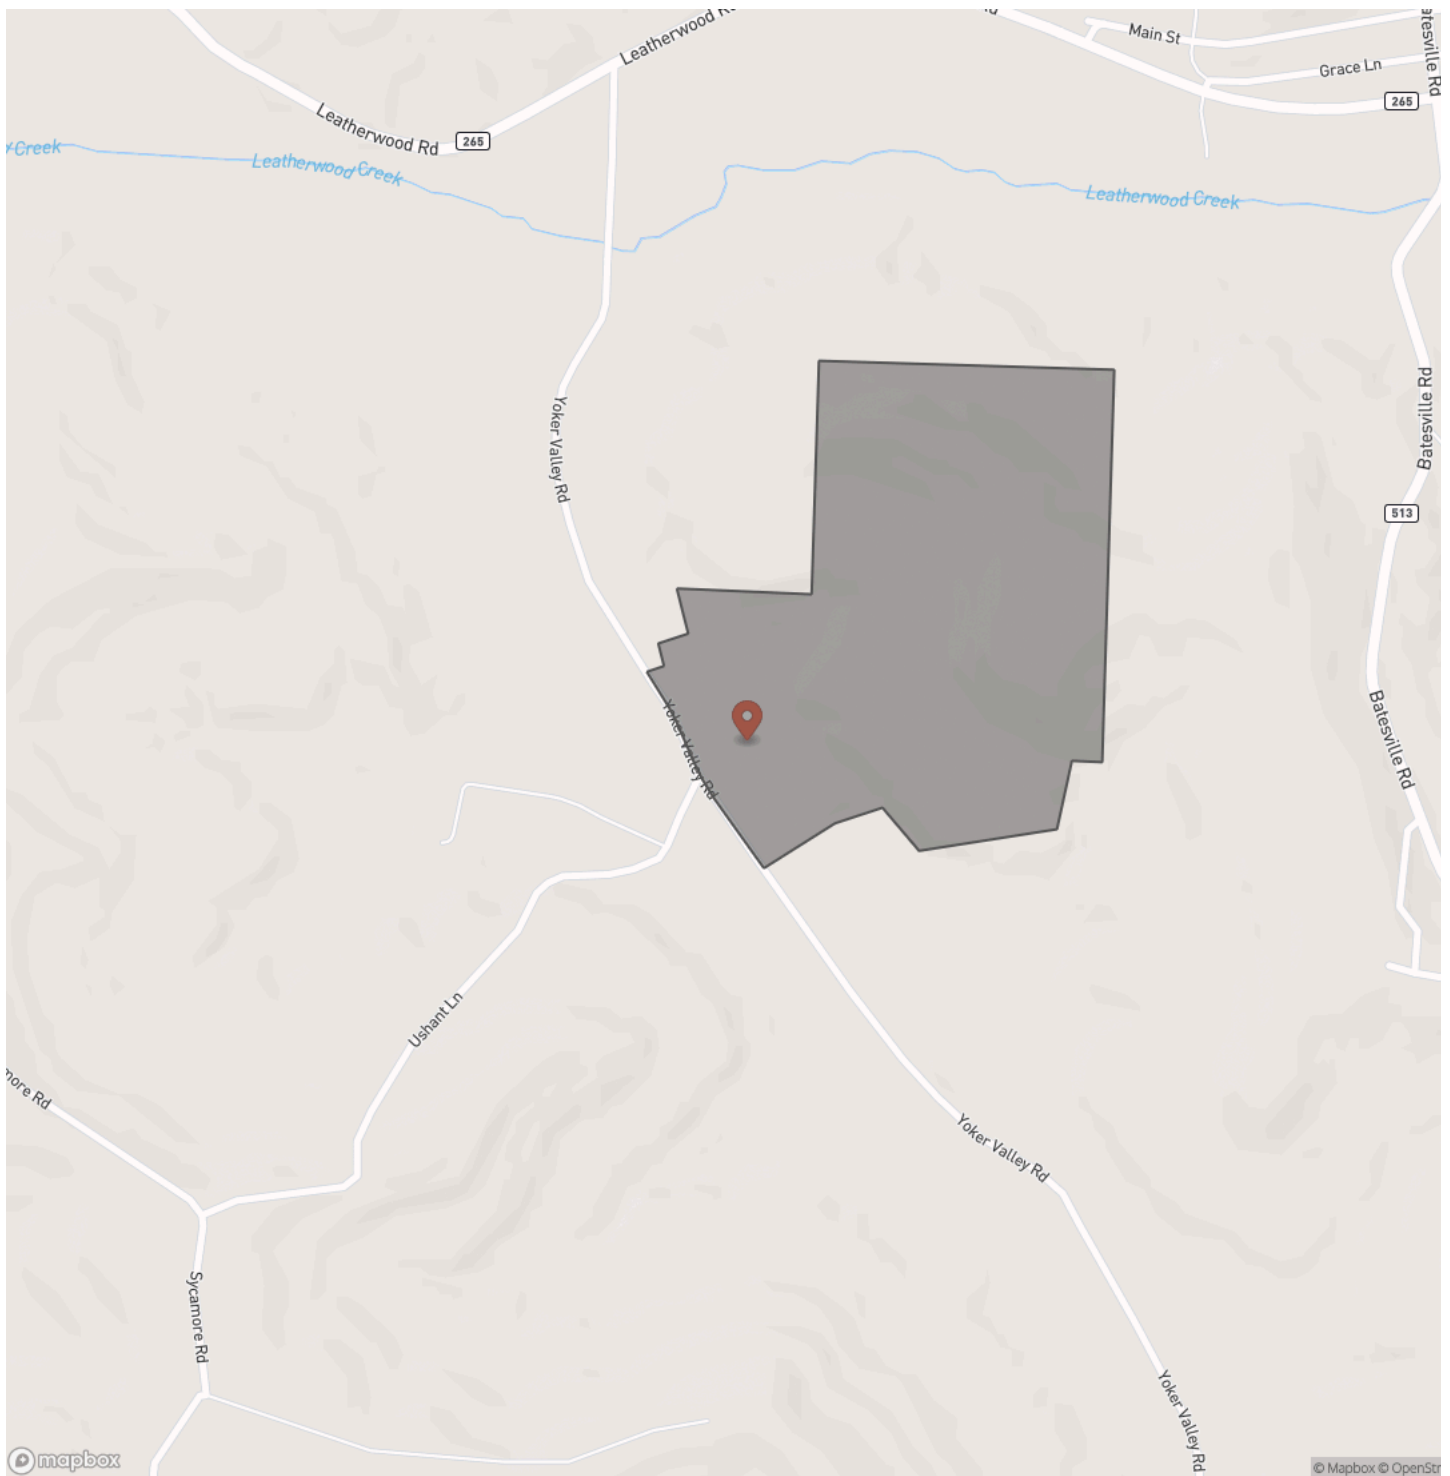 Leatherwood Rd
Main St
Grace Ln
265
Batesville Rd
Leatherwood Rd
265
Creek
Leatherwood Creek
Leatherwood Creek
Yoker Valley Rd
Batesville Rd
513
Yoker Valley Rd
Batesville Rd
Ushant Ln
more Rd
Yoker Valley Rd
Sycamore Rd
Yoker Valley Rd
mapbox
© Mapbox © OpenStr